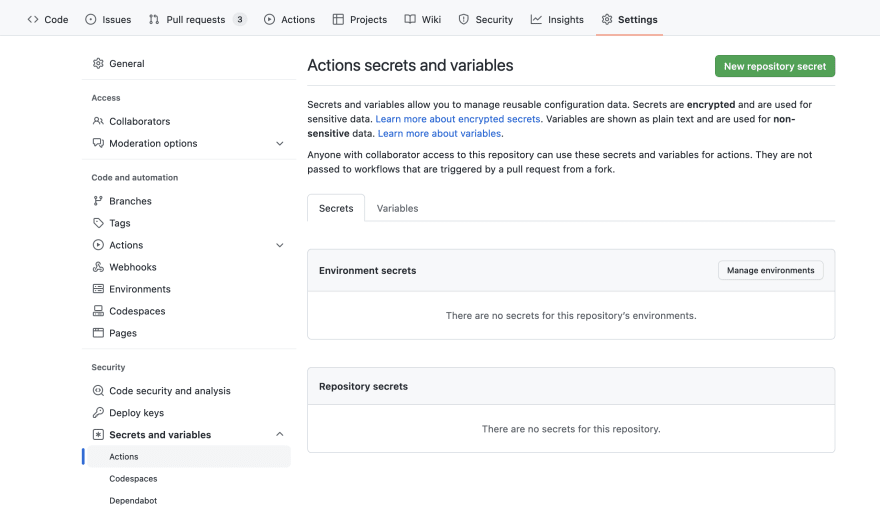 Code Issues Pull requests 3 Actions Projects Wiki Security Insights Settings
General
Access
Collaborators
Moderation options
Code and automation
Branches
Tags
Actions
Webhooks
Environments
Codespaces
Pages
Security
Code security and analysis
Deploy keys
Secrets and variables
Actions
Codespaces
Dependabot
Actions secrets and variables
New repository secret
Secrets and variables allow you to manage reusable configuration data. Secrets are encrypted and are used for
sensitive data. Learn more about encrypted secrets. Variables are shown as plain text and are used for non-
sensitive data. Learn more about variables.
Anyone with collaborator access to this repository can use these secrets and variables for actions. They are not
passed to workflows that are triggered by a pull request from a fork.
Secrets Variables
Environment secrets
Manage environments
There are no secrets for this repository's environments.
Repository secrets
There are no secrets for this repository.